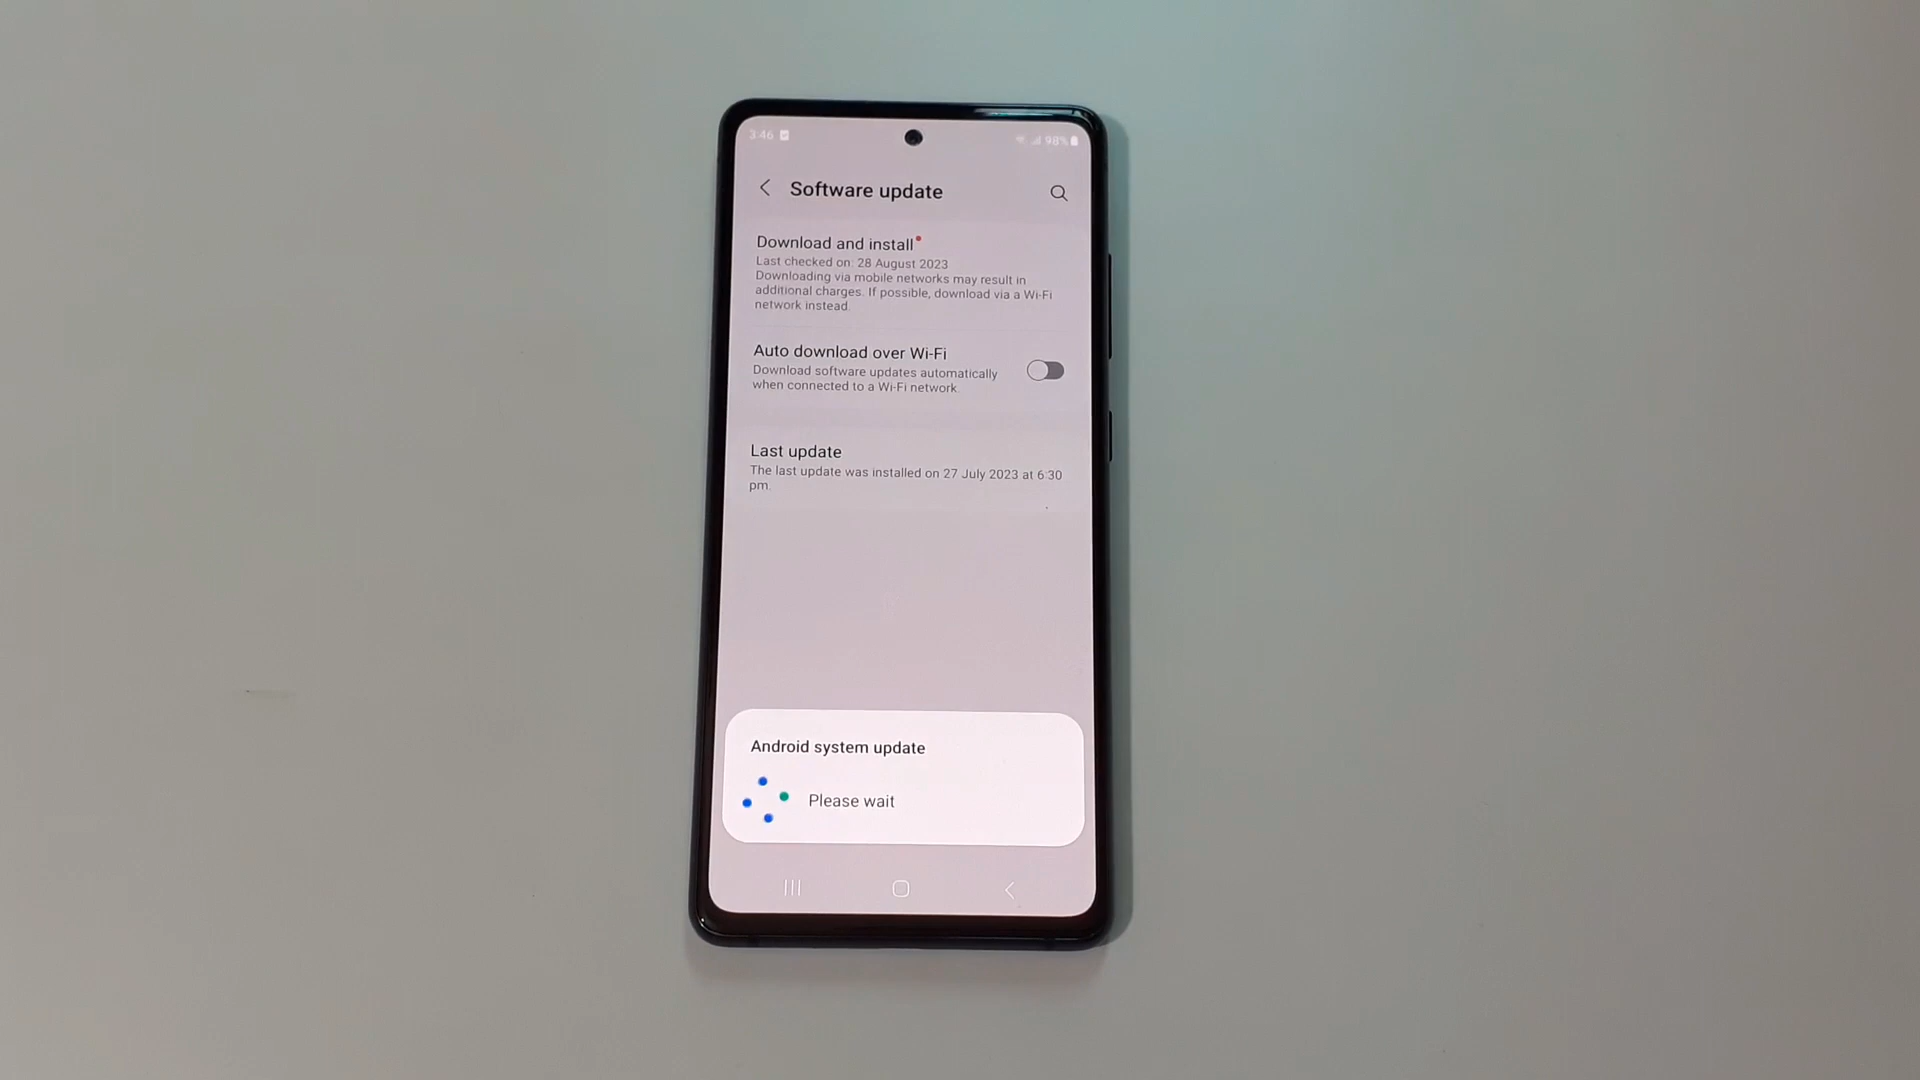 3:46
98%
Software update
Download and install
Last checked on: 28 August 2023
Downloading via mobile networks may result in
additional charges. If possible, download via a Wi-Fi
network instead.
Auto download over Wi-Fi
Download software updates automatically
when connected to a Wi-Fi network.
Last update
The last update was installed on 27 July 2023 at 6:30
pm.
Android system update
Please wait